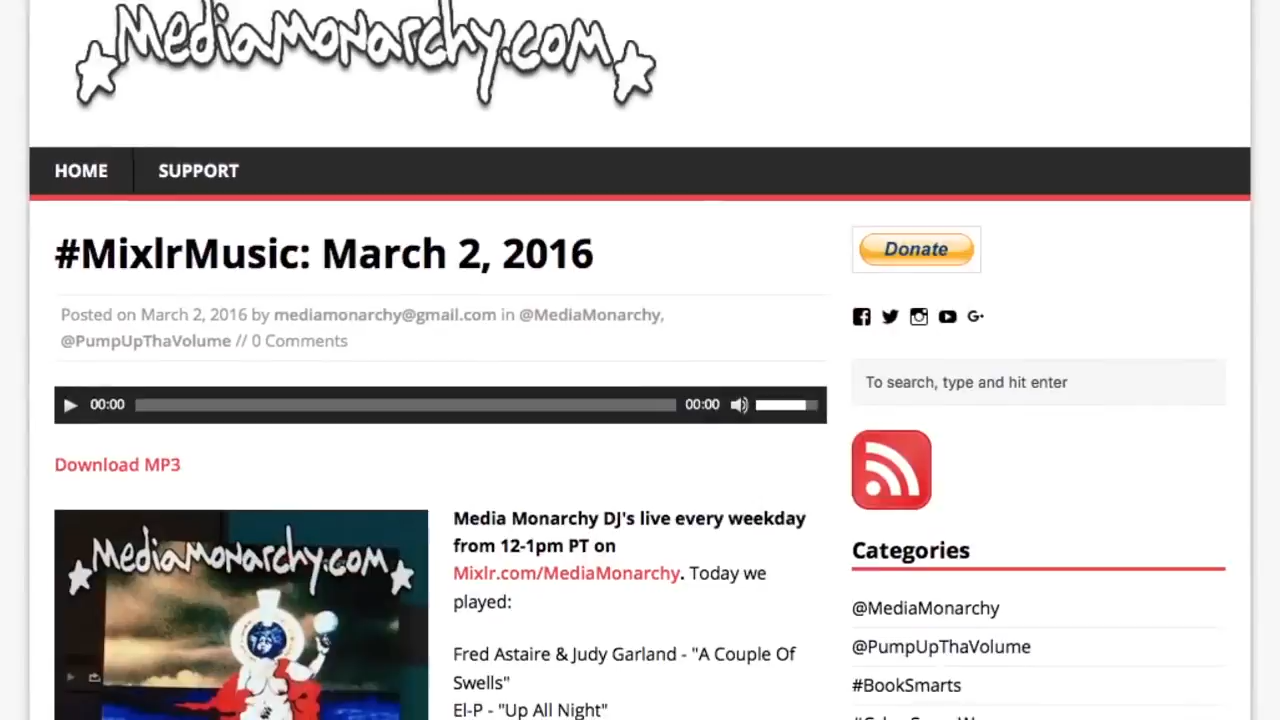 MediaMonarchy.com
HOME
SUPPORT
#MixlrMusic: March 2, 2016
Posted on March 2, 2016 by mediamonarchy@gmail.com in @MediaMonarchy,
@PumpUpThaVolume // 0 Comments
00:00
00:00
Download MP3
MediaMonarchy.com
Media Monarchy DJ's live every weekday
from 12-1pm PT on
Mixlr.com/MediaMonarchy. Today we
played:
Fred Astaire & Judy Garland - "A Couple Of
Swells"
El-P - "Up All Night"
Donate
To search, type and hit enter
Categories
@MediaMonarchy
@PumpUpThaVolume
#BookSmarts